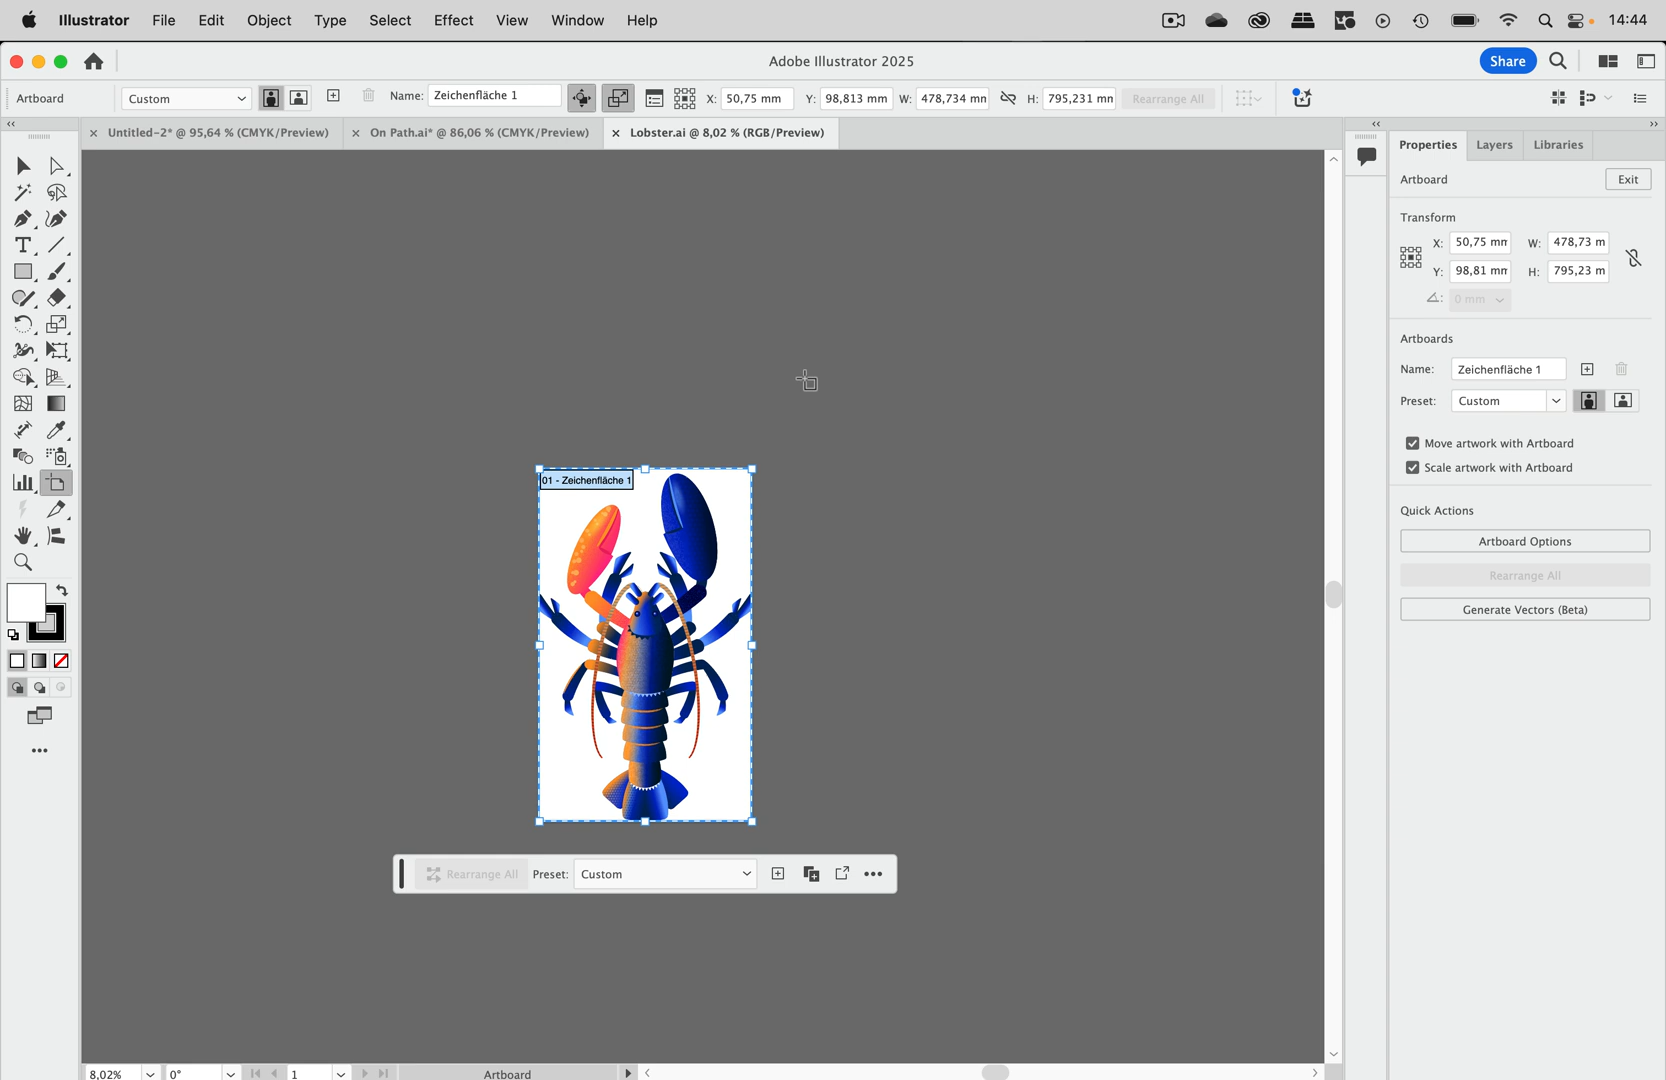 Illustrator File Edit Object Type Select Effect View Window Help 14:44
Adobe Illustrator 2025
Share
Artboard Custom Name: Zeichenfläche 1 X: 50,75 mm Y: 98,813 mm W: 478,734 mm H: 795,231 mm Rearrange All
Untitled-2* @ 95,64 % (CMYK/Preview) On Path.ai* @ 86,06 % (CMYK/Preview) Lobster.ai @ 8,02 % (RGB/Preview)
Properties Layers Libraries
Artboard Exit
Transform
X: 50,75 mm W: 478,73 m
Y: 98,81 mm H: 795,23 m
0 mm
Artboards
Name: Zeichenfläche 1
Preset: Custom
Move artwork with Artboard
Scale artwork with Artboard
Quick Actions
Artboard Options
Rearrange All
Generate Vectors (Beta)
01 - Zeichenfläche 1
Rearrange All Preset: Custom
8,02% 0° 1 Artboard